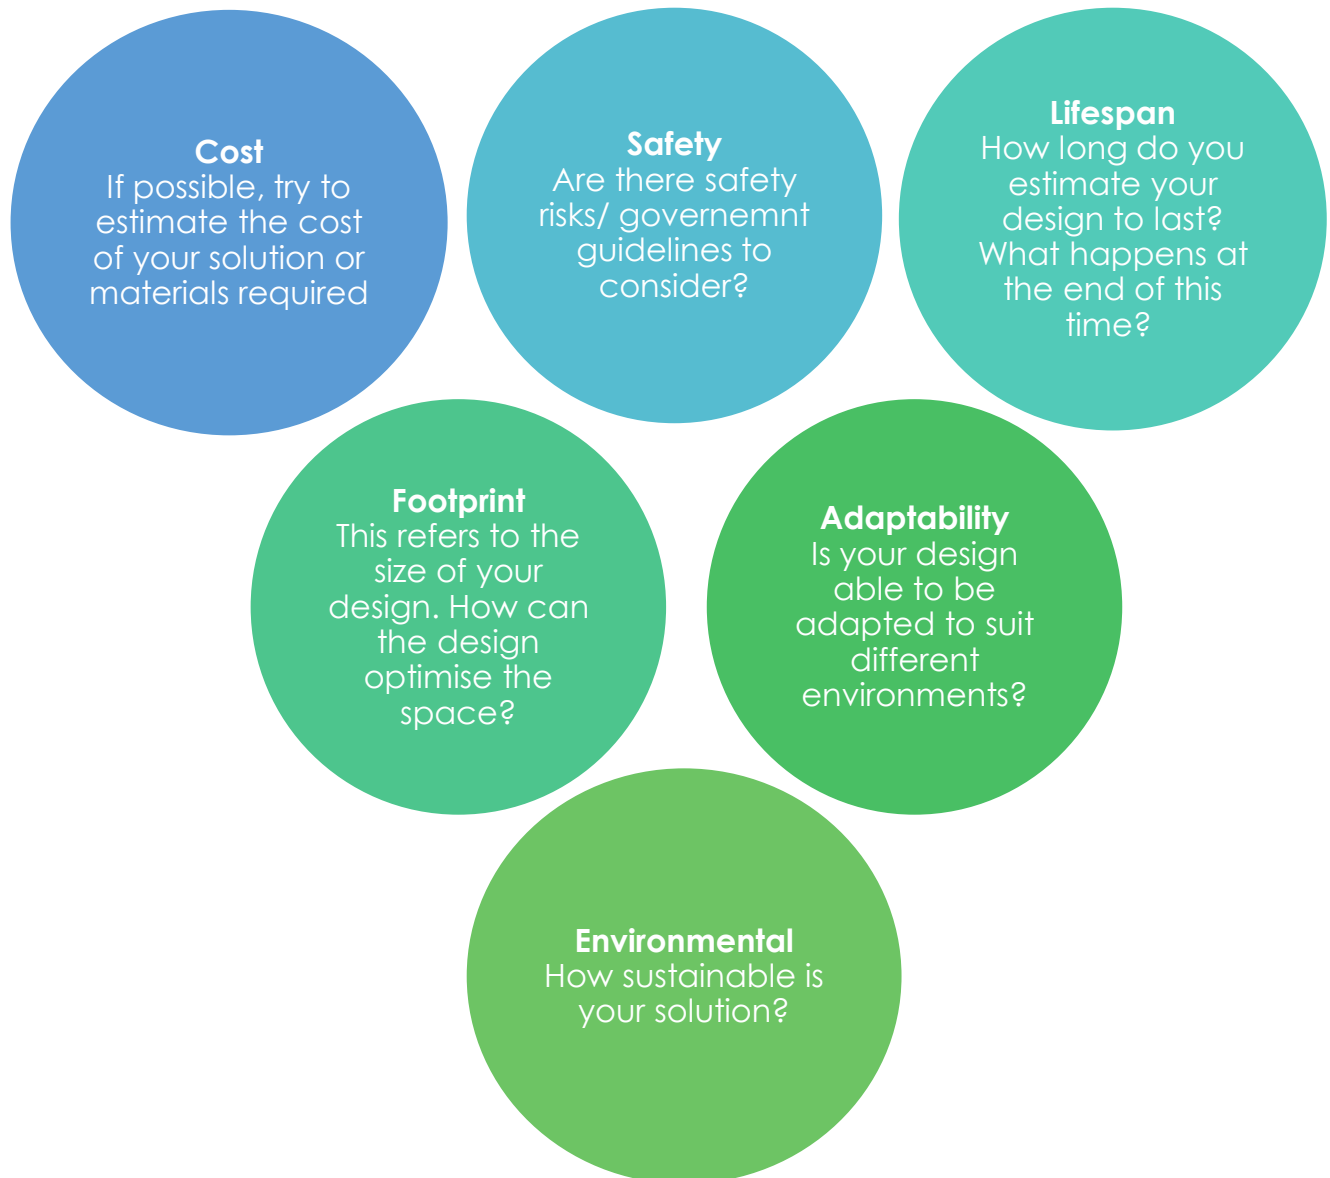 Cost
If possible, try to
estimate the cost
of your solution or
materials required
Safety
Are there safety
risks/ governemnt
guidelines to
consider?
Lifespan
How long do you
estimate your
design to last?
What happens at
the end of this
time?
Footprint
This refers to the
size of your
design. How can
the design
optimise the
space?
Adaptability
Is your design
able to be
adapted to suit
different
environments?
Environmental
How sustainable is
your solution?